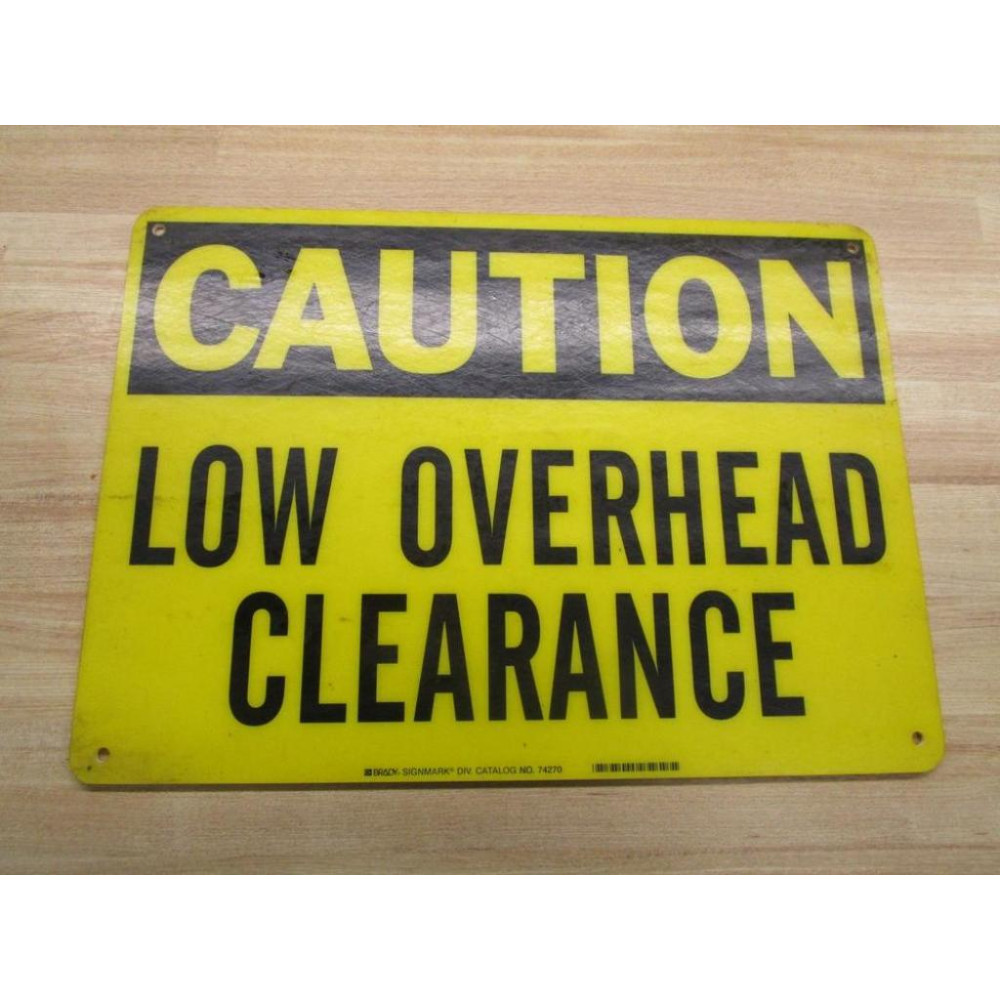 CAUTION
LOW OVERHEAD
CLEARANCE
BRADY SIGNMARK® DIV. CATALOG NO. 74270